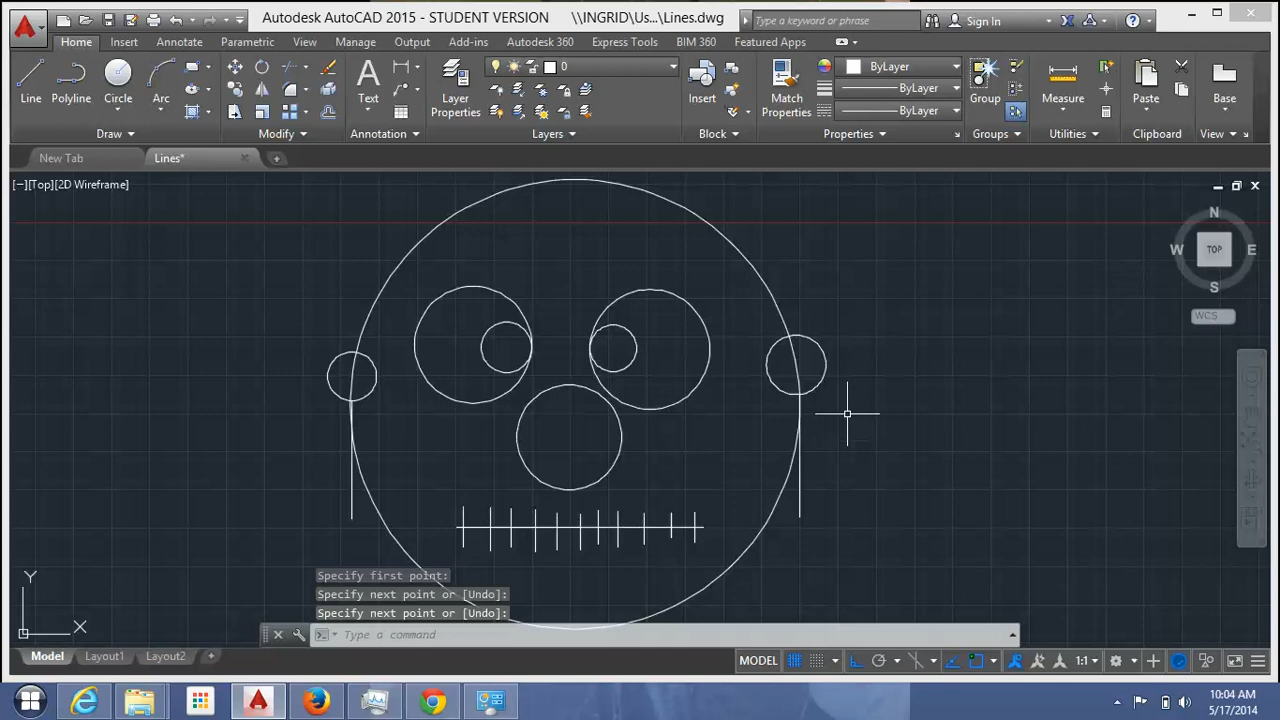 Autodesk AutoCAD 2015 - STUDENT VERSION \\INGRID\Us...\Lines.dwg Type a keyword or phrase Sign In
Home Insert Annotate Parametric View Manage Output Add-ins Autodesk 360 Express Tools BIM 360 Featured Apps
0 ByLayer
Line Polyline Circle Arc Text Layer Properties Insert Match Properties ByLayer Group Measure Paste Base
ByLayer
Draw Modify Annotation Layers Block Properties Groups Utilities Clipboard View
New Tab Lines*
[−][Top][2D Wireframe]
N
W TOP E
S
WCS
Specify first point:
Specify next point or [Undo]:
Specify next point or [Undo]:
Y
X
Type a command
Model Layout1 Layout2 + MODEL 1:1
10:04 AM
5/17/2014